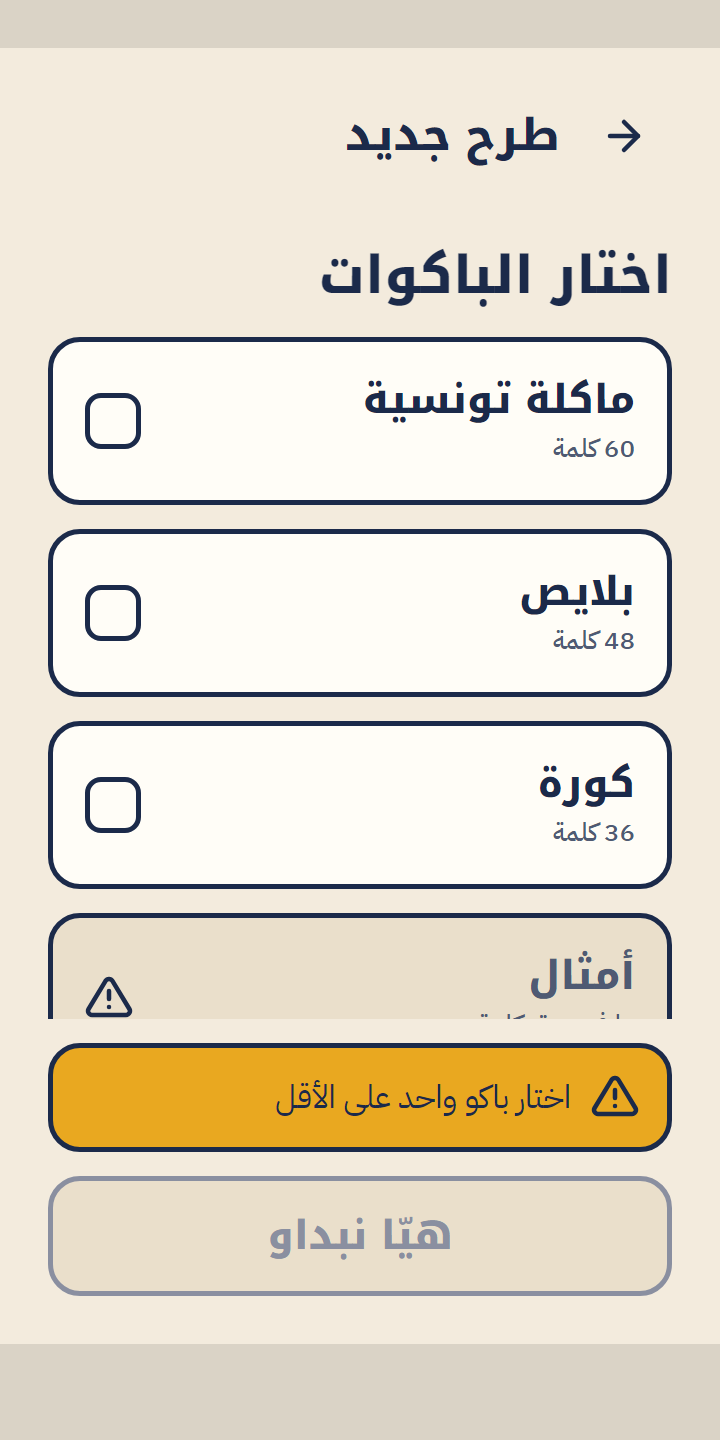 طرح جديد
اختار الباكوات
ماكلة تونسية
60 كلمة
بلايص
48 كلمة
كورة
36 كلمة
أمثال
اختار باكو واحد على الأقل
هيّا نبداو